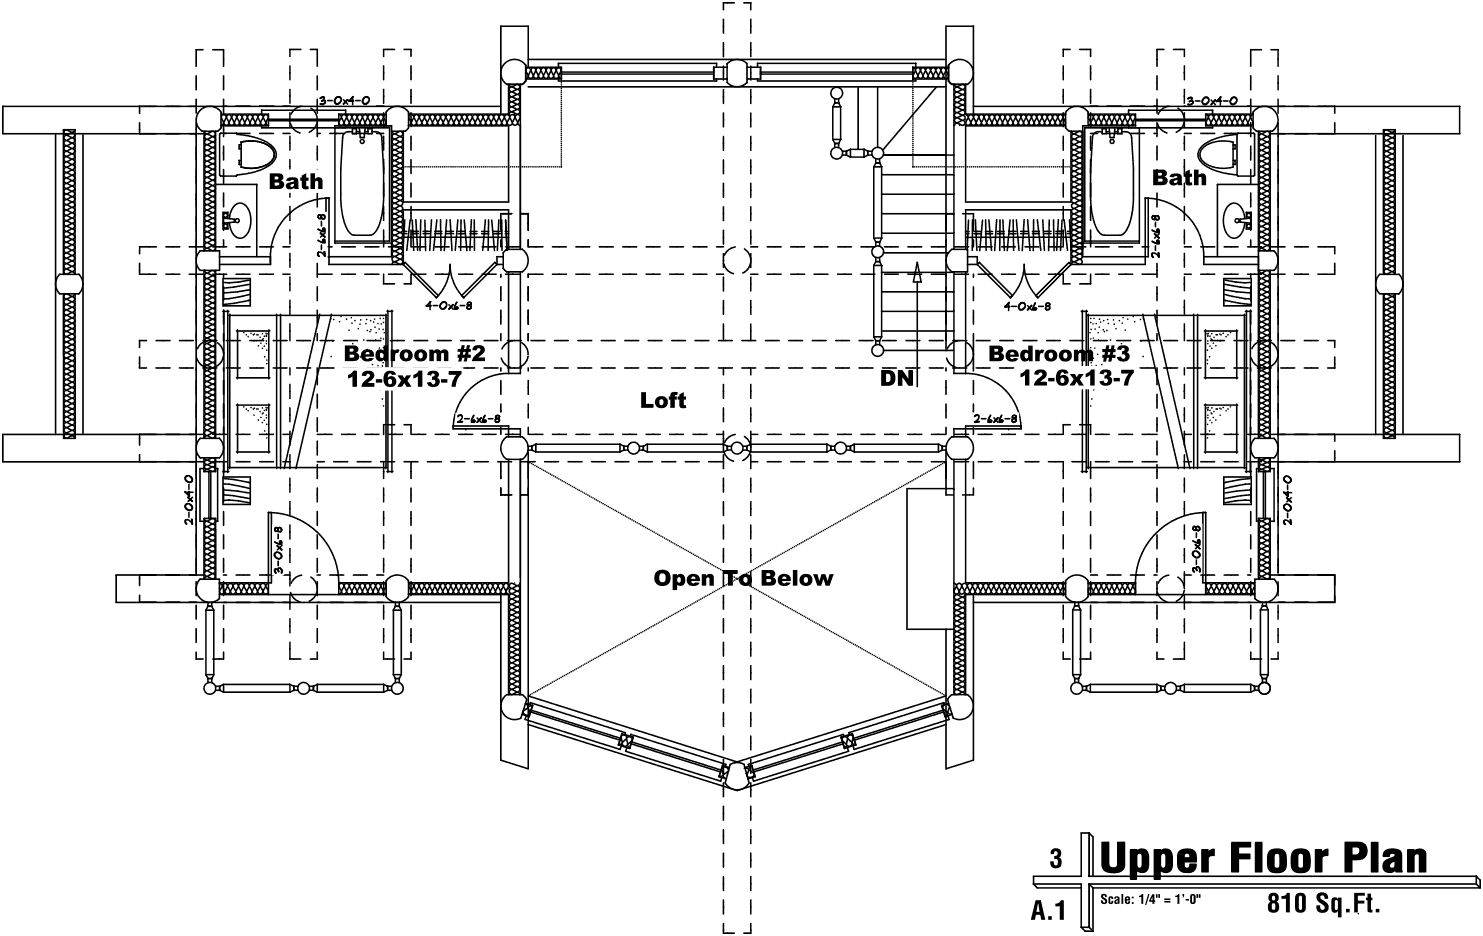 3-0x4-0
3-0x4-0
Bath
Bath
2-6x6-8
2-6x6-8
4-0x6-8
4-0x6-8
Bedroom #2
12-6x13-7
Bedroom #3
12-6x13-7
DN
Loft
2-6x6-8
2-6x6-8
2-0x4-0
2-0x4-0
3-0x6-8
3-0x6-8
Open To Below
3
Upper Floor Plan
A.1
Scale: 1/4" = 1'-0"
810 Sq.Ft.